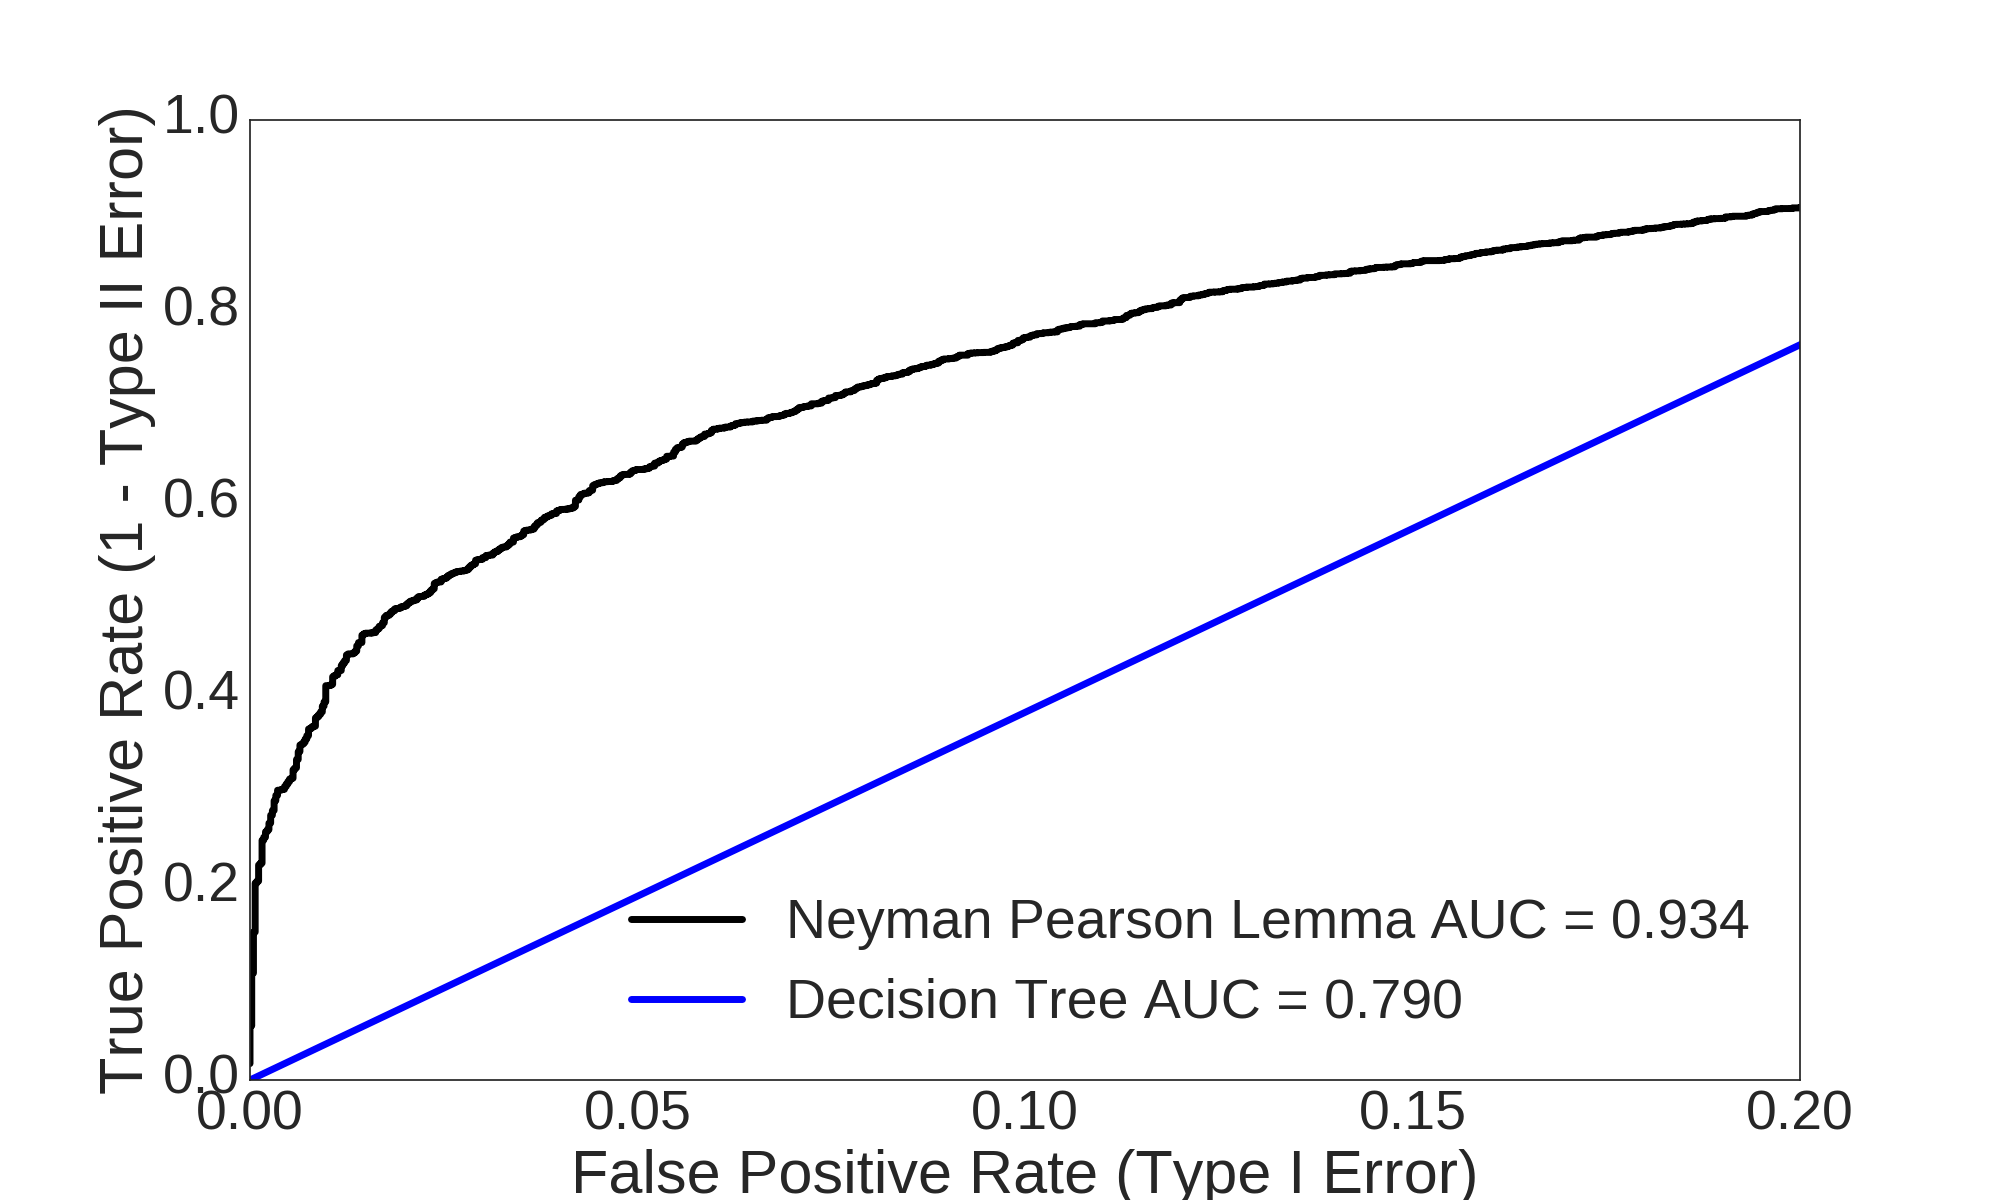 True Positive Rate (1 - Type II Error)
1.0
0.8
0.6
0.4
0.2
0.0
Neyman Pearson Lemma AUC = 0.934
Decision Tree AUC = 0.790
0.00 0.05 0.10 0.15 0.20
False Positive Rate (Type I Error)